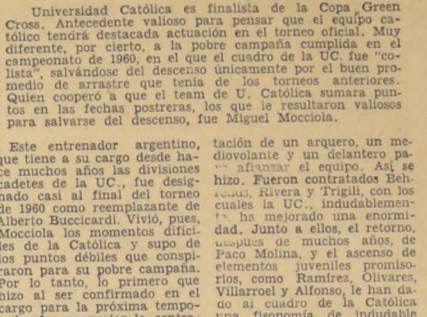 Universidad Católica es finalista de la Copa Green
Cross. Antecedente valioso para pensar que el equipo ca-
tólico tendrá destacada actuación en el torneo oficial. Muy
diferente, por cierto, a la pobre campaña cumplida en el
campeonato de 1960, en el que el cuadro de la UC. fue "co-
lista", salvándose del descenso únicamente por el buen pro-
medio de arrastre que tenía de los torneos anteriores.
Quien cooperó a que el team de U. Católica sumara pun-
tos en las fechas postreras, los que le resultaron valiosos
para salvarse del descenso, fue Miguel Mocciola.
Este entrenador argentino,
que tiene a su cargo desde ha-
ce muchos años las divisiones
cadetes de la UC., fue desig-
nado casi al final del torneo
de 1960 como reemplazante de
Alberto Buccicardi. Vivió, pues,
Mocciola los momentos difíci-
les de la Católica y supo de
los puntos débiles que conspi-
raron para su pobre campaña.
Por lo tanto, lo primero que
hizo al ser confirmado en el
cargo para la próxima tempo-
tación de un arquero, un me-
diovolante y un delantero pa-
afianzar el equipo. Así se
hizo. Fueron contratados Beh-
Rivera y Trigili, con los
cuales la UC., indudablemen-
ha mejorado una enormi-
dad. Junto a ellos, el retorno,
después de muchos años, de
Paco Molina, y el ascenso de
elementos juveniles promiso-
rios, como Ramírez, Olivares,
Villarroel y Alfonso, le han da-
do al cuadro de la Católica
una fisonomía de indudable